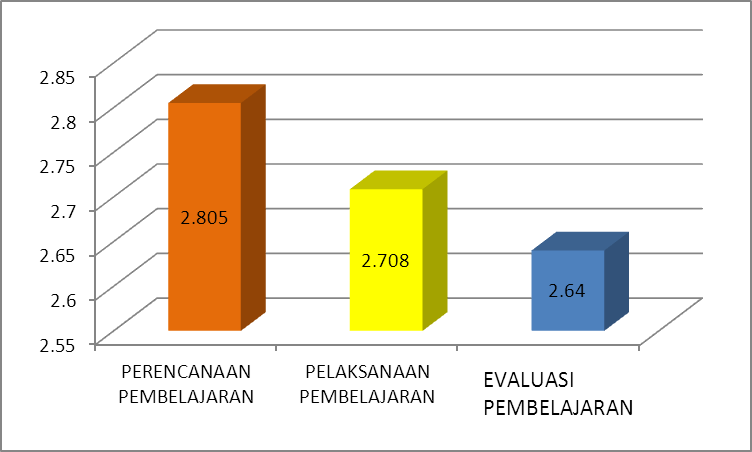 2.85
2.8
2.75
2.7
2.65
2.6
2.55
2.805
2.708
2.64
PERENCANAAN
PEMBELAJARAN
PELAKSANAAN
PEMBELAJARAN
EVALUASI
PEMBELAJARAN